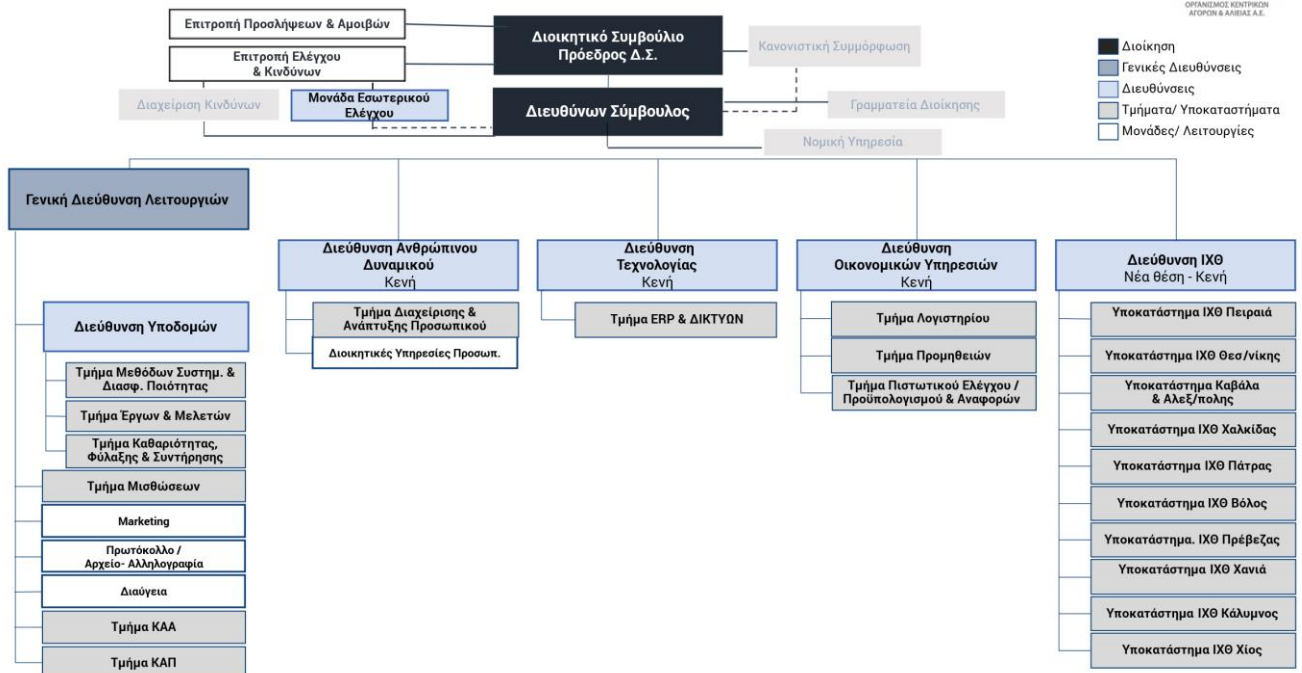 ΟΡΓΑΝΙΣΜΟΣ ΚΕΝΤΡΙΚΩΝ
ΑΓΟΡΩΝ & ΑΛΙΕΙΑΣ Α.Ε.
Επιτροπή Προσλήψεων & Αμοιβών
Επιτροπή Ελέγχου
& Κινδύνων
Διαχείριση Κινδύνων
Μονάδα Εσωτερικού
Ελέγχου
Διοικητικό Συμβούλιο
Πρόεδρος Δ.Σ.
Διευθύνων Σύμβουλος
Κανονιστική Συμμόρφωση
Γραμματεία Διοίκησης
Νομική Υπηρεσία
Διοίκηση
Γενικές Διευθύνσεις
Διευθύνσεις
Τμήματα/ Υποκαταστήματα
Μονάδες/ Λειτουργίες
Γενική Διεύθυνση Λειτουργιών
Διεύθυνση Υποδομών
Τμήμα Μεθόδων Συστημ. &
Διασφ. Ποιότητας
Τμήμα Έργων & Μελετών
Τμήμα Καθαριότητας,
Φύλαξης & Συντήρησης
Τμήμα Μισθώσεων
Marketing
Πρωτόκολλο /
Αρχείο- Αλληλογραφία
Διαύγεια
Τμήμα ΚΑΑ
Τμήμα ΚΑΠ
Διεύθυνση Ανθρώπινου
Δυναμικού
Κενή
Τμήμα Διαχείρισης &
Ανάπτυξης Προσωπικού
Διοικητικές Υπηρεσίες Προσωπ.
Διεύθυνση
Τεχνολογίας
Κενή
Τμήμα ERP & ΔΙΚΤΥΩΝ
Διεύθυνση
Οικονομικών Υπηρεσιών
Κενή
Τμήμα Λογιστηρίου
Τμήμα Προμηθειών
Τμήμα Πιστωτικού Ελέγχου /
Προϋπολογισμού & Αναφορών
Διεύθυνση ΙΧΘ
Νέα θέση - Κενή
Υποκατάστημα ΙΧΘ Πειραιά
Υποκατάστημα ΙΧΘ Θεσ/νίκης
Υποκατάστημα Καβάλα
& Αλεξ/πολης
Υποκατάστημα ΙΧΘ Χαλκίδας
Υποκατάστημα ΙΧΘ Πάτρας
Υποκατάστημα ΙΧΘ Βόλος
Υποκατάστημα. ΙΧΘ Πρέβεζας
Υποκατάστημα ΙΧΘ Χανιά
Υποκατάστημα ΙΧΘ Κάλυμνος
Υποκατάστημα ΙΧΘ Χίος